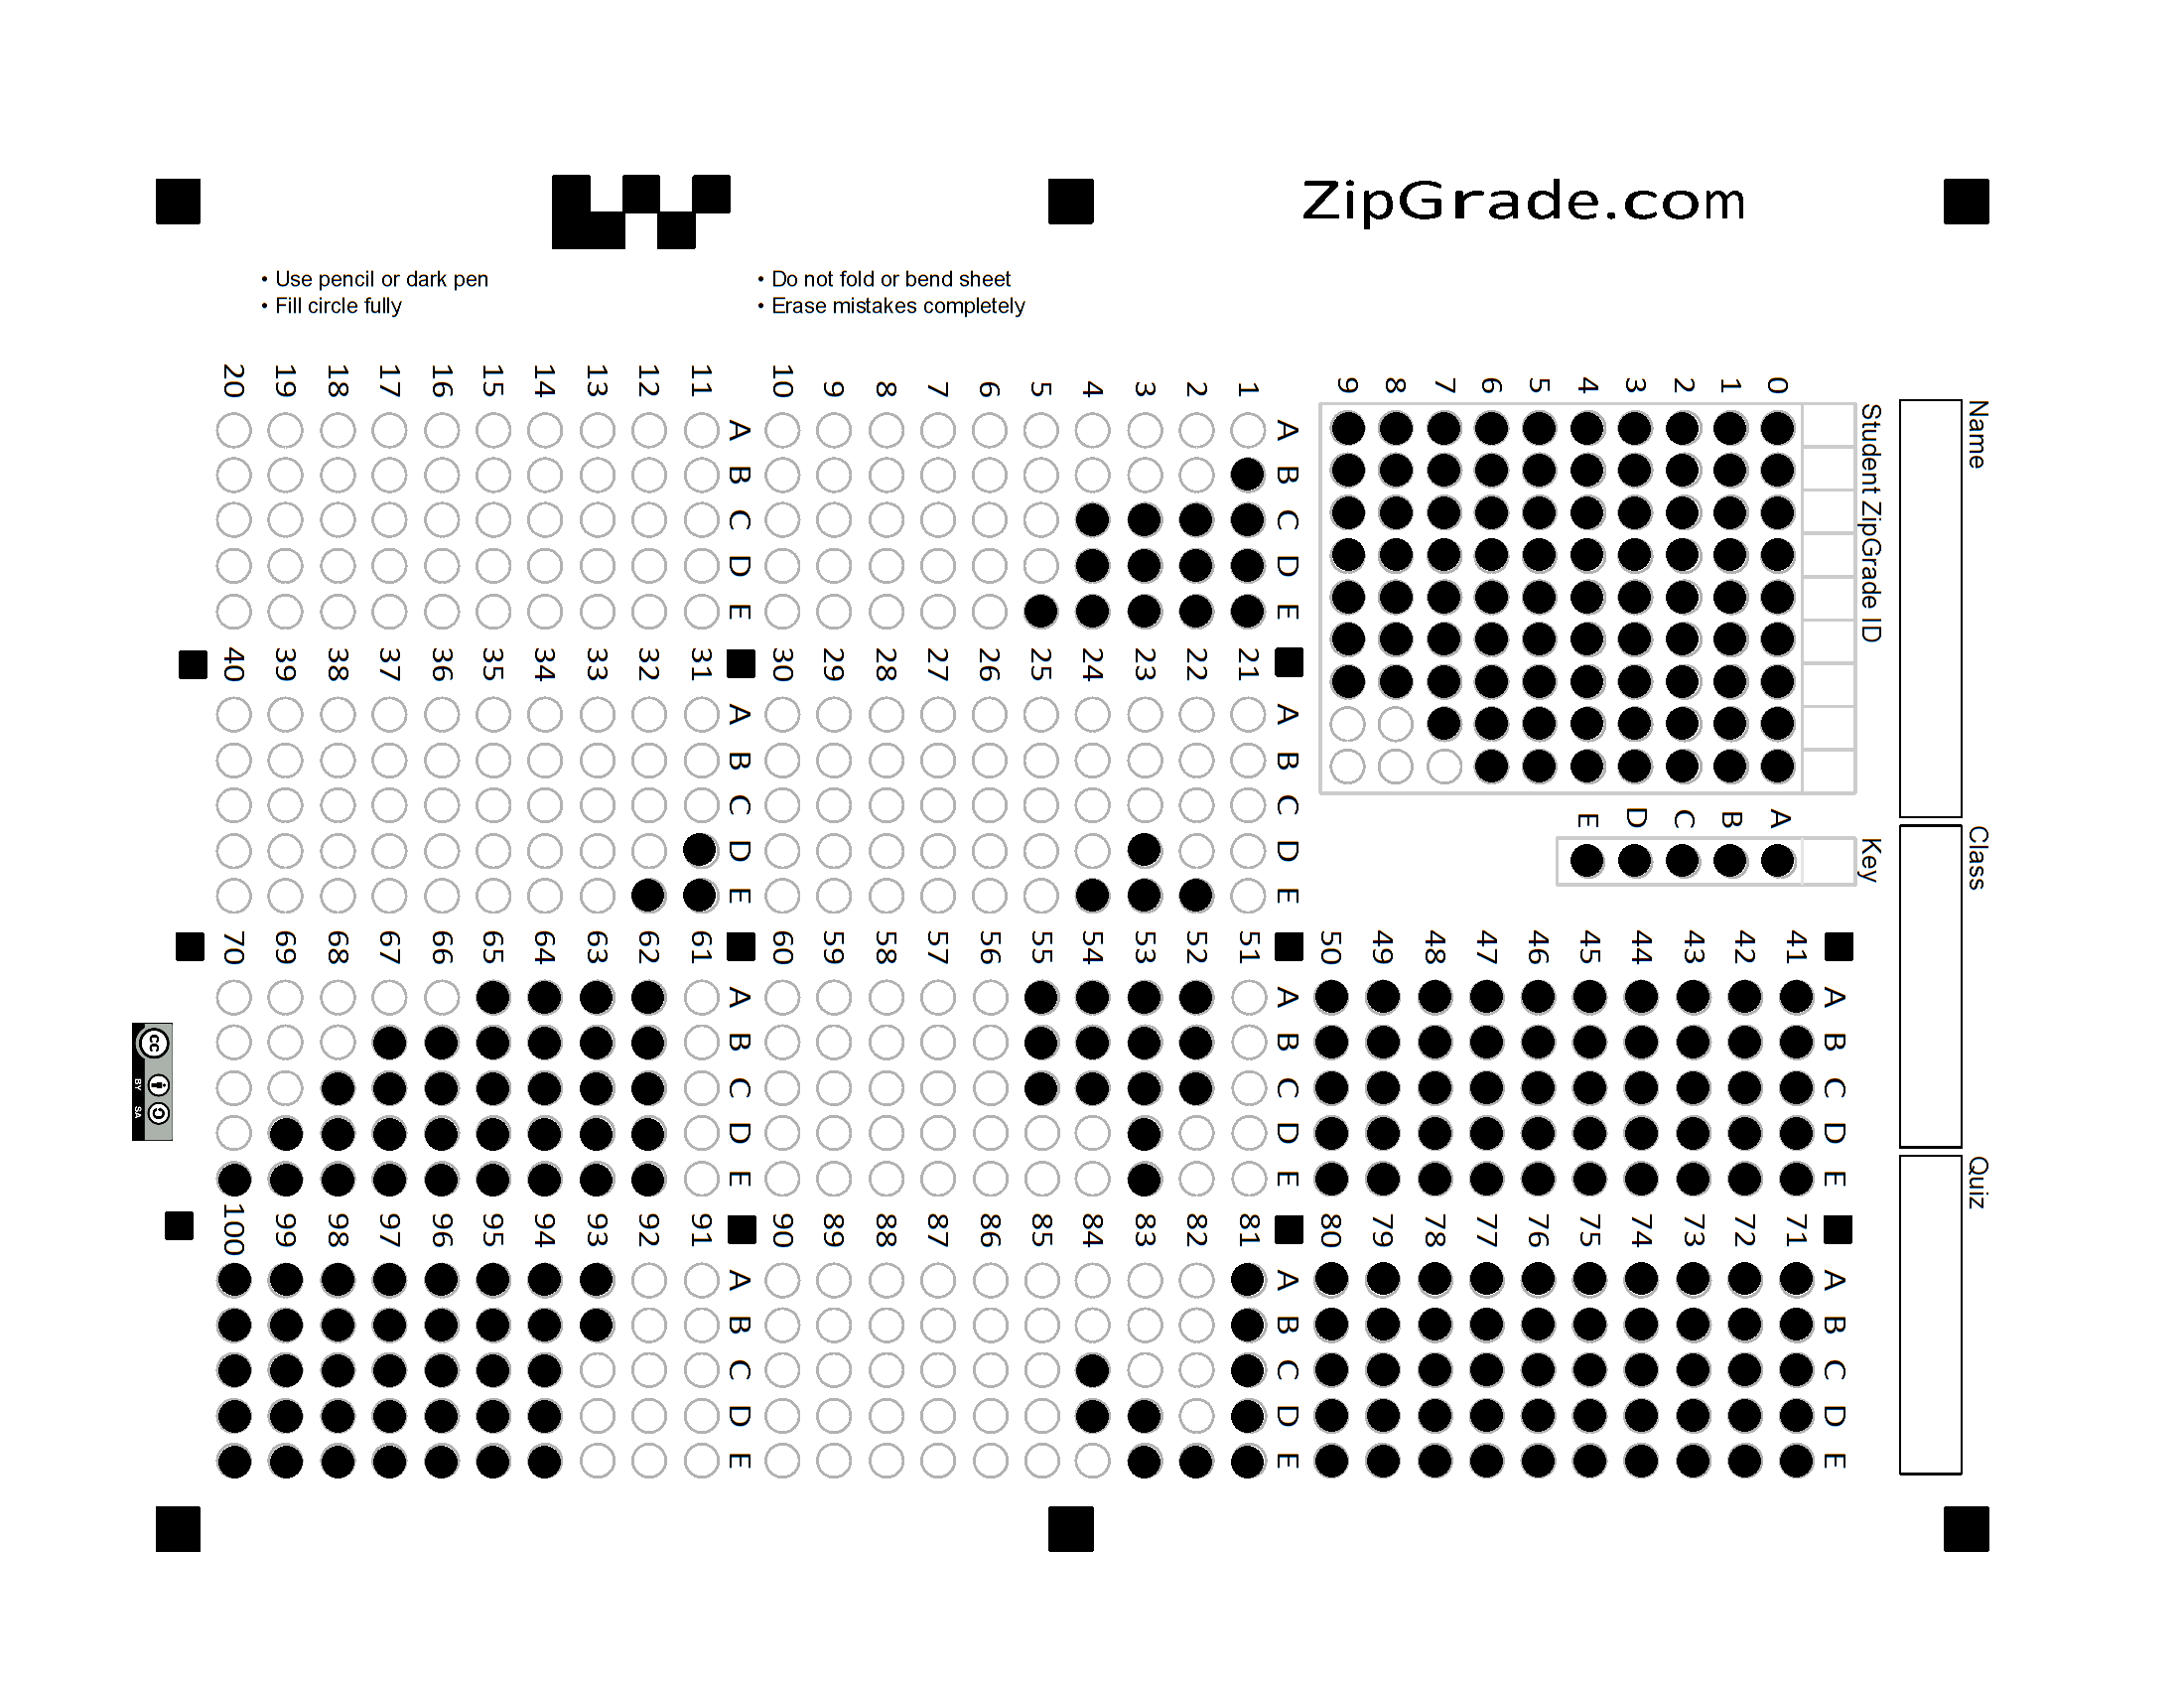 ZipGrade.com
• Use pencil or dark pen
• Fill circle fully
• Do not fold or bend sheet
• Erase mistakes completely
Name
Class
Quiz
Student ZipGrade ID
0 1 2 3 4 5 6 7 8 9
Key
A B C D E
A B C D E
1 2 3 4 5 6 7 8 9 10
A B C D E
11 12 13 14 15 16 17 18 19 20
A B C D E
21 22 23 24 25 26 27 28 29 30
A B C D E
31 32 33 34 35 36 37 38 39 40
A B C D E
41 42 43 44 45 46 47 48 49 50
A B C D E
51 52 53 54 55 56 57 58 59 60
A B C D E
61 62 63 64 65 66 67 68 69 70
A B C D E
71 72 73 74 75 76 77 78 79 80
A B C D E
81 82 83 84 85 86 87 88 89 90
A B C D E
91 92 93 94 95 96 97 98 99 100
cc
BY SA